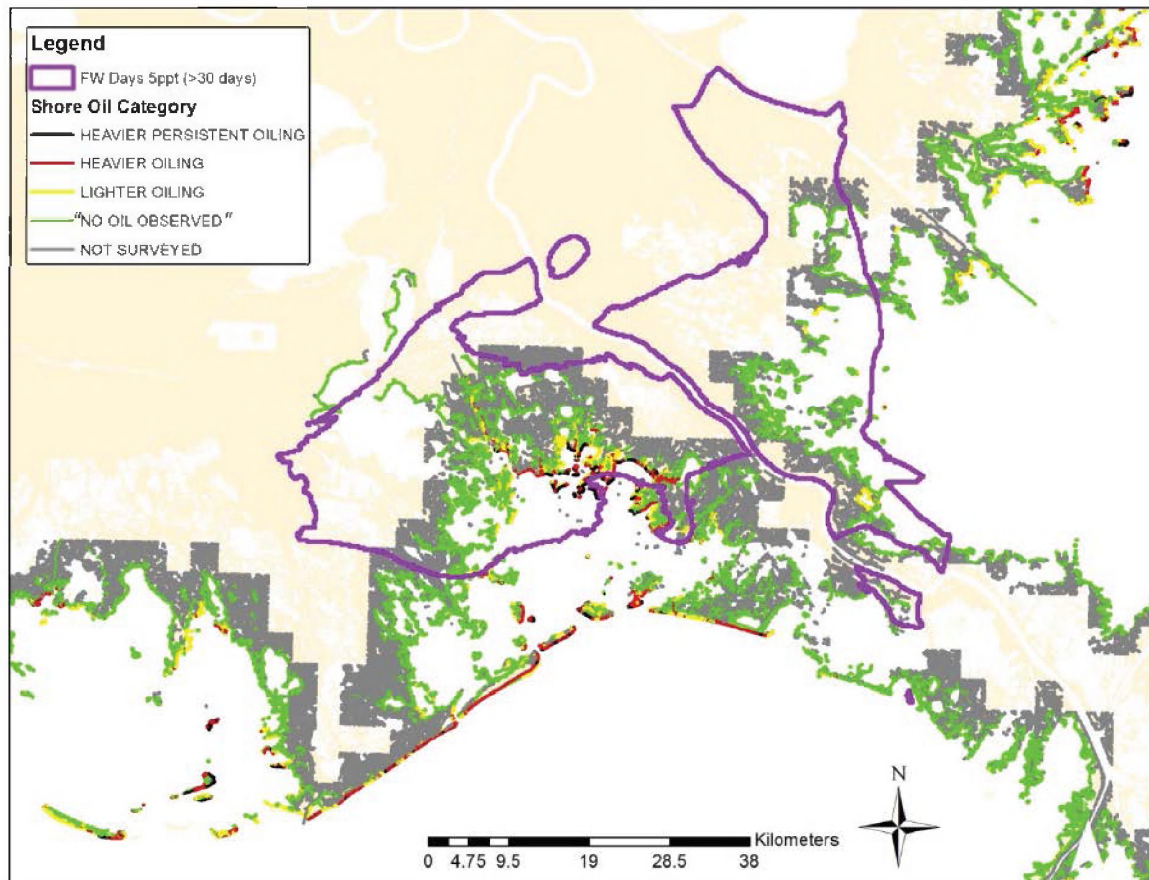 Legend
FW Days 5ppt (>30 days)
Shore Oil Category
HEAVIER PERSISTENT OILING
HEAVIER OILING
LIGHTER OILING
"NO OIL OBSERVED"
NOT SURVEYED
N
Kilometers
0 4.75 9.5 19 28.5 38